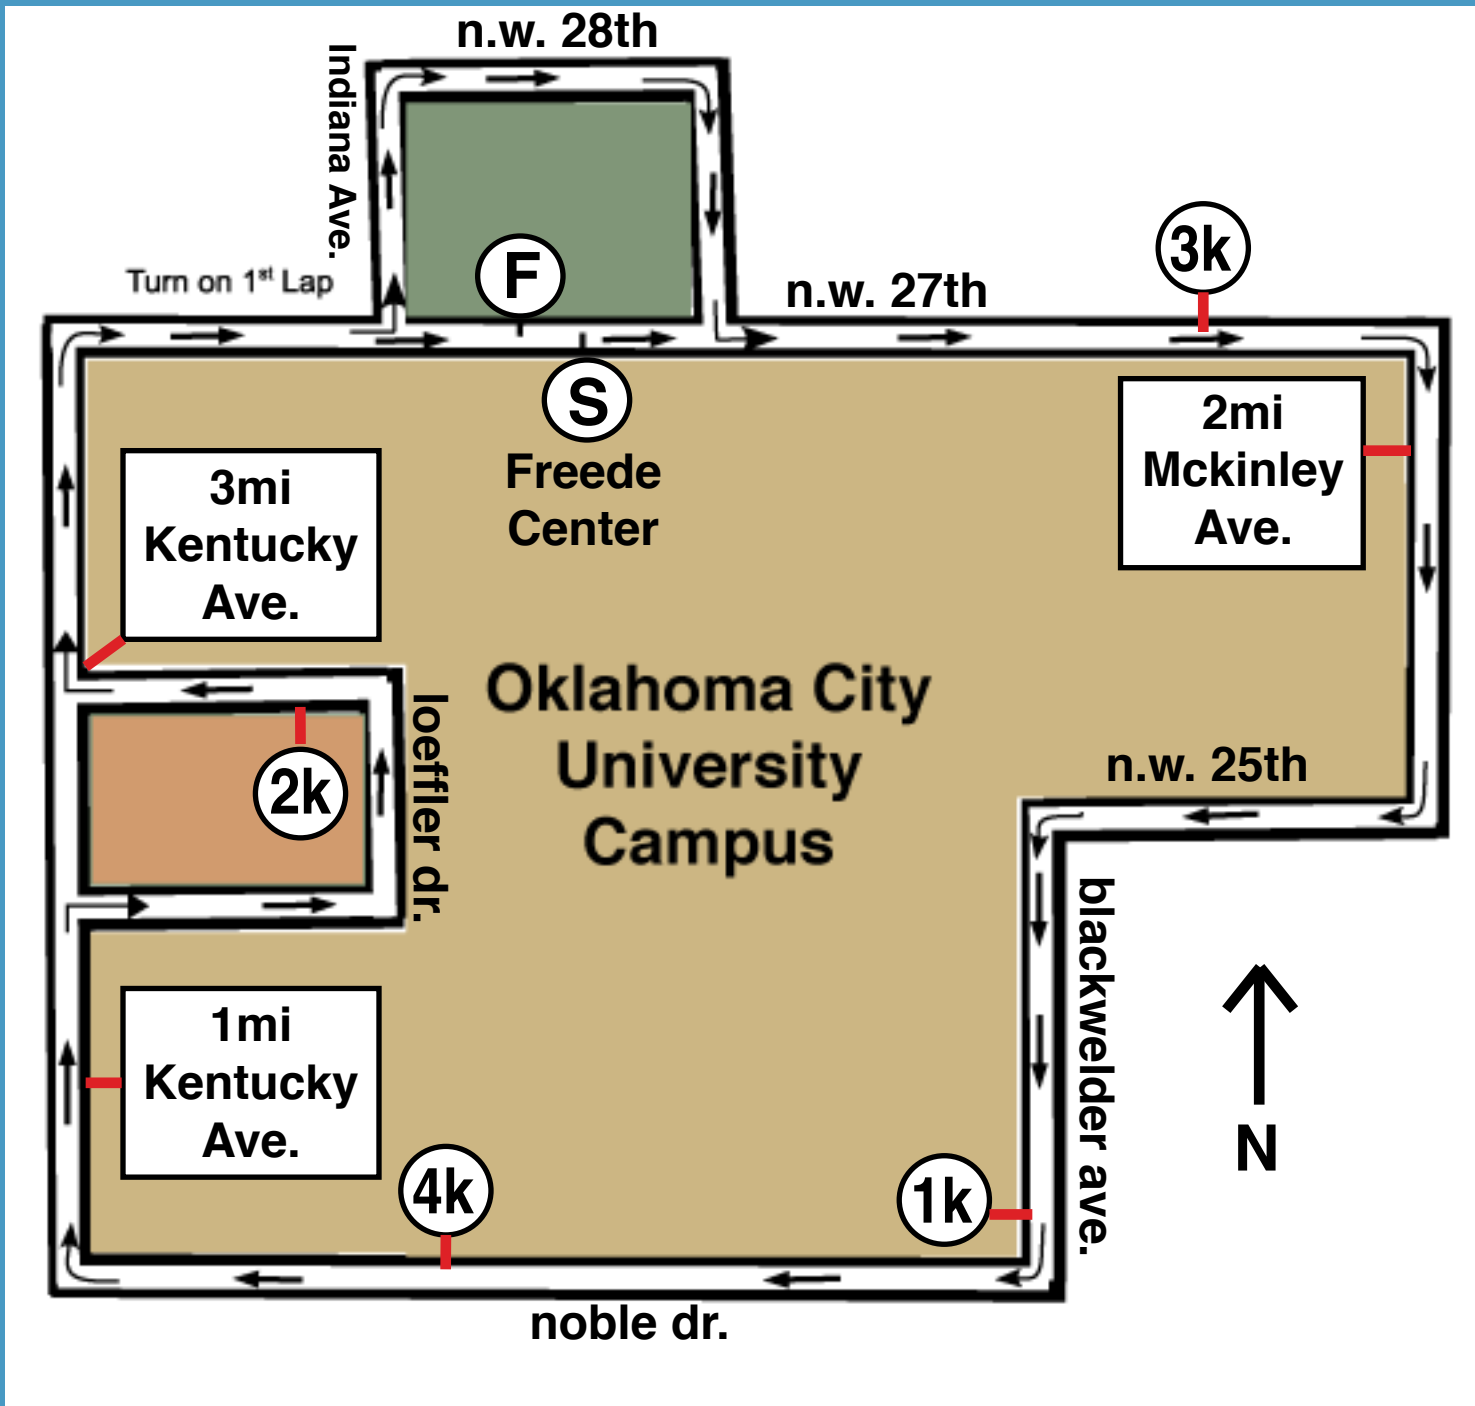 n.w. 28th
Indiana Ave.
Turn on 1st Lap
F
n.w. 27th
3k
S
Freede
Center
2mi
Mckinley
Ave.
3mi
Kentucky
Ave.
Oklahoma City
University
Campus
loeffler dr.
2k
n.w. 25th
blackwelder ave.
1mi
Kentucky
Ave.
4k
1k
N
noble dr.